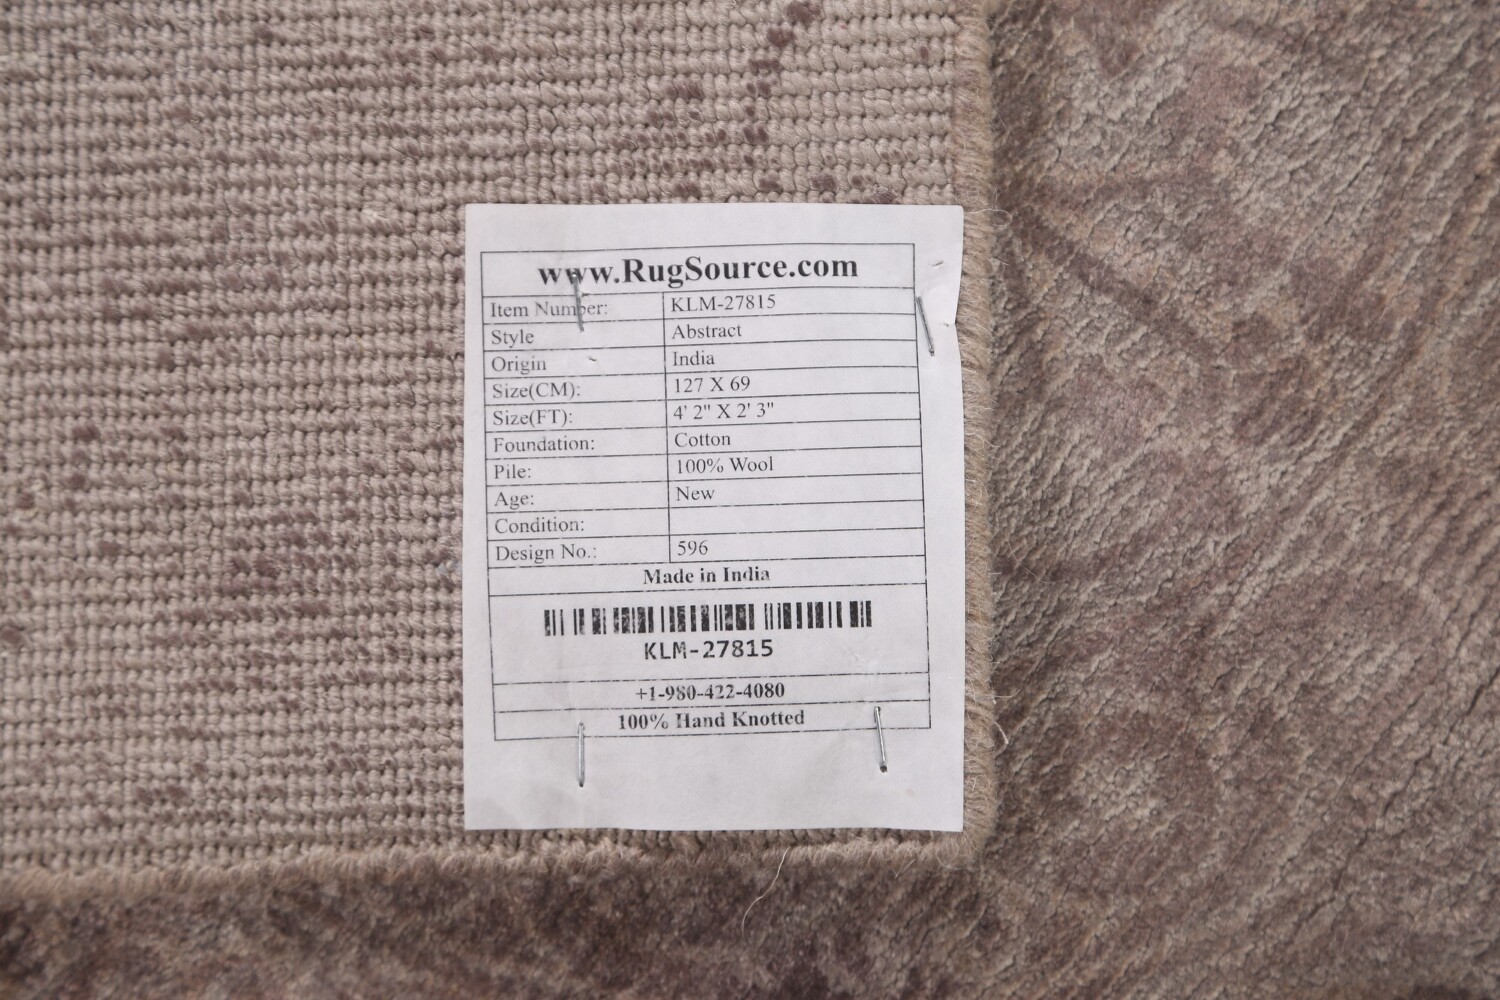 www.RugSource.com
Item Number: KLM-27815
Style Abstract
Origin India
Size(CM): 127 X 69
Size(FT): 4' 2" X 2' 3"
Foundation: Cotton
Pile: 100% Wool
Age: New
Condition:
Design No.: 596
Made in India
KLM-27815
+1-980-422-4080
100% Hand Knotted